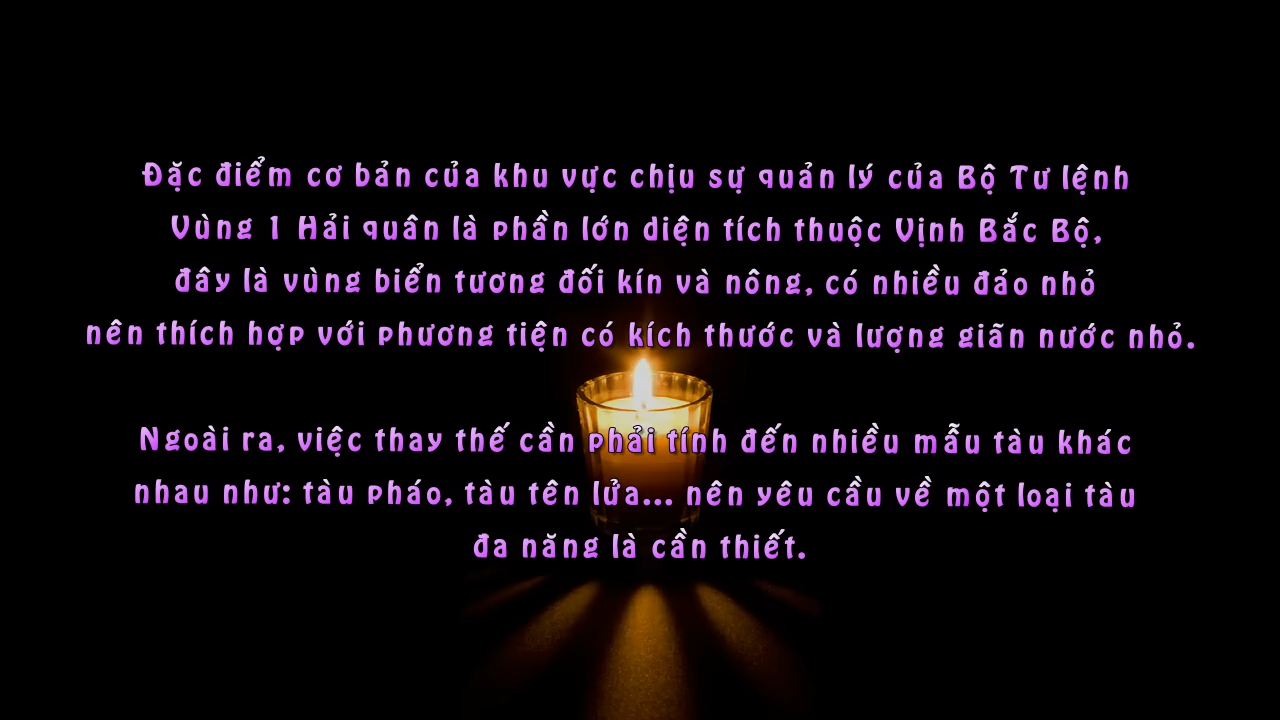 Đặc điểm cơ bản của khu vực chịu sự quản lý của Bộ Tư lệnh
Vùng 1 Hải quân là phần lớn diện tích thuộc Vịnh Bắc Bộ,
đây là vùng biển tương đối kín và nông, có nhiều đảo nhỏ
nên thích hợp với phương tiện có kích thước và lượng giãn nước nhỏ.
Ngoài ra, việc thay thế cần phải tính đến nhiều mẫu tàu khác
nhau như: tàu pháo, tàu tên lửa... nên yêu cầu về một loại tàu
đa năng là cần thiết.